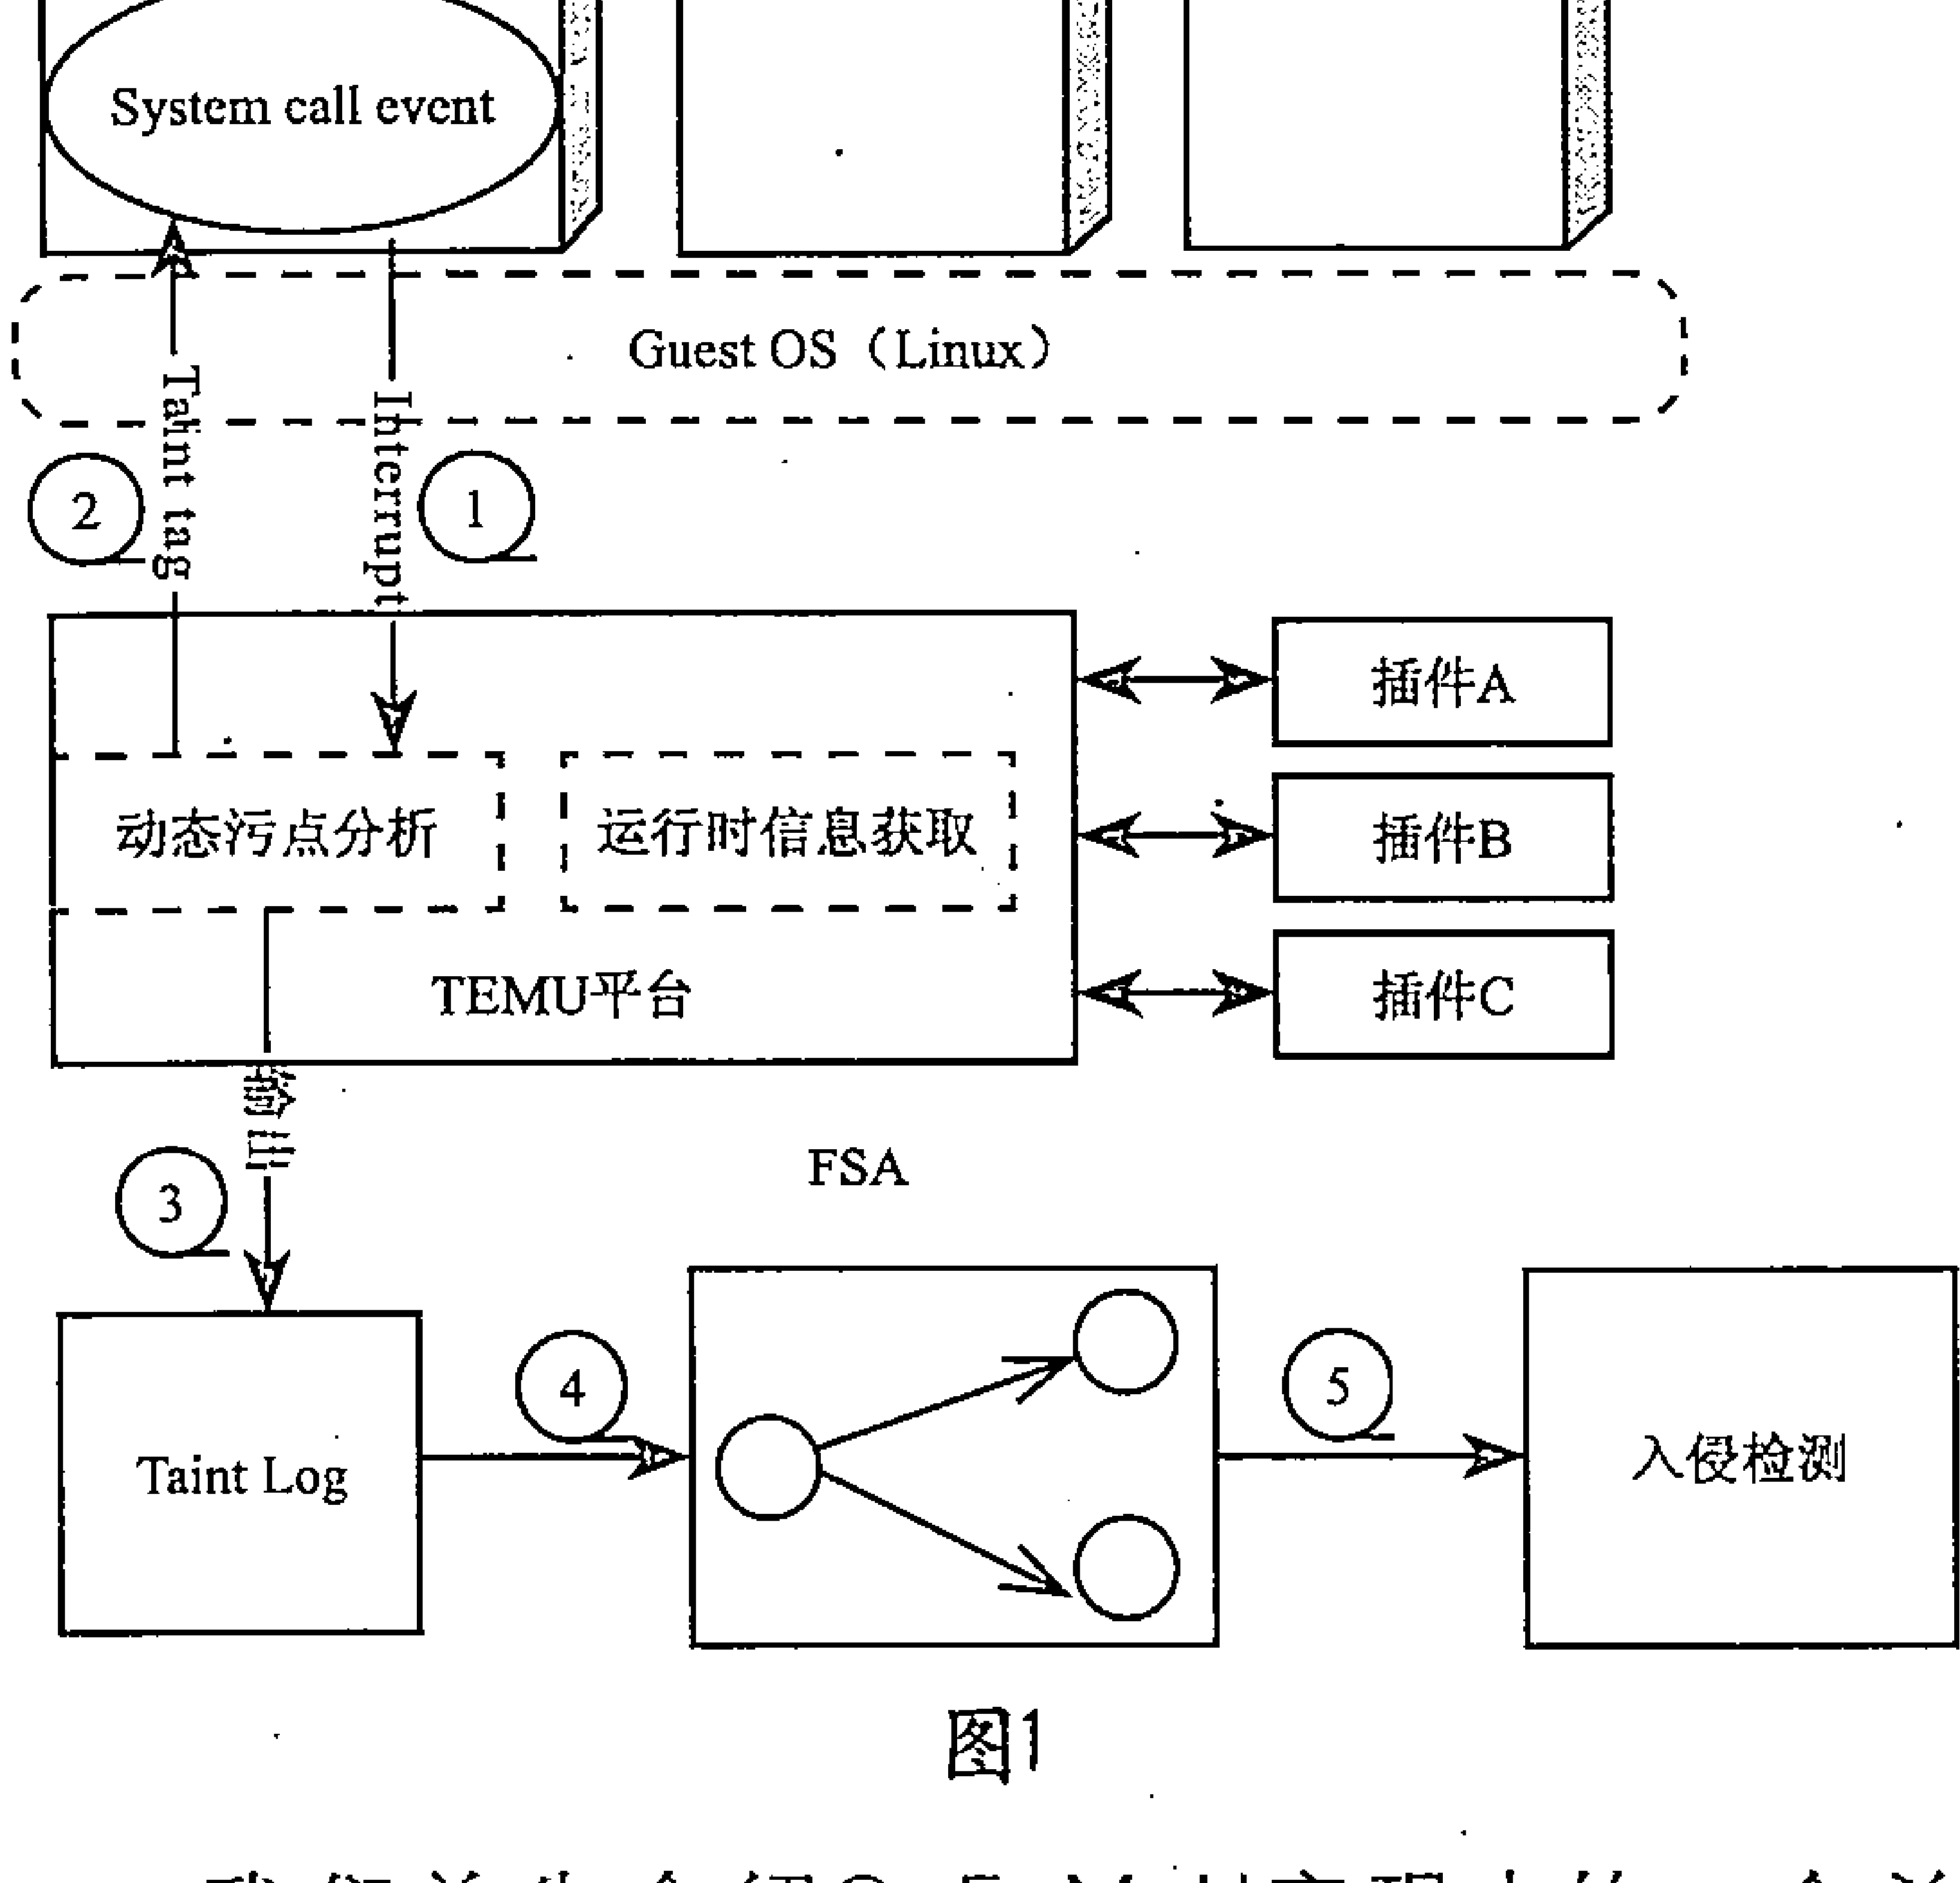 System call event
Guest OS（Linux）
Taint tag
Interrupt
2
1
插件A
动态污点分析
运行时信息获取
插件B
TEMU平台
插件C
输出
3
FSA
4
5
Taint Log
入侵检测
图1